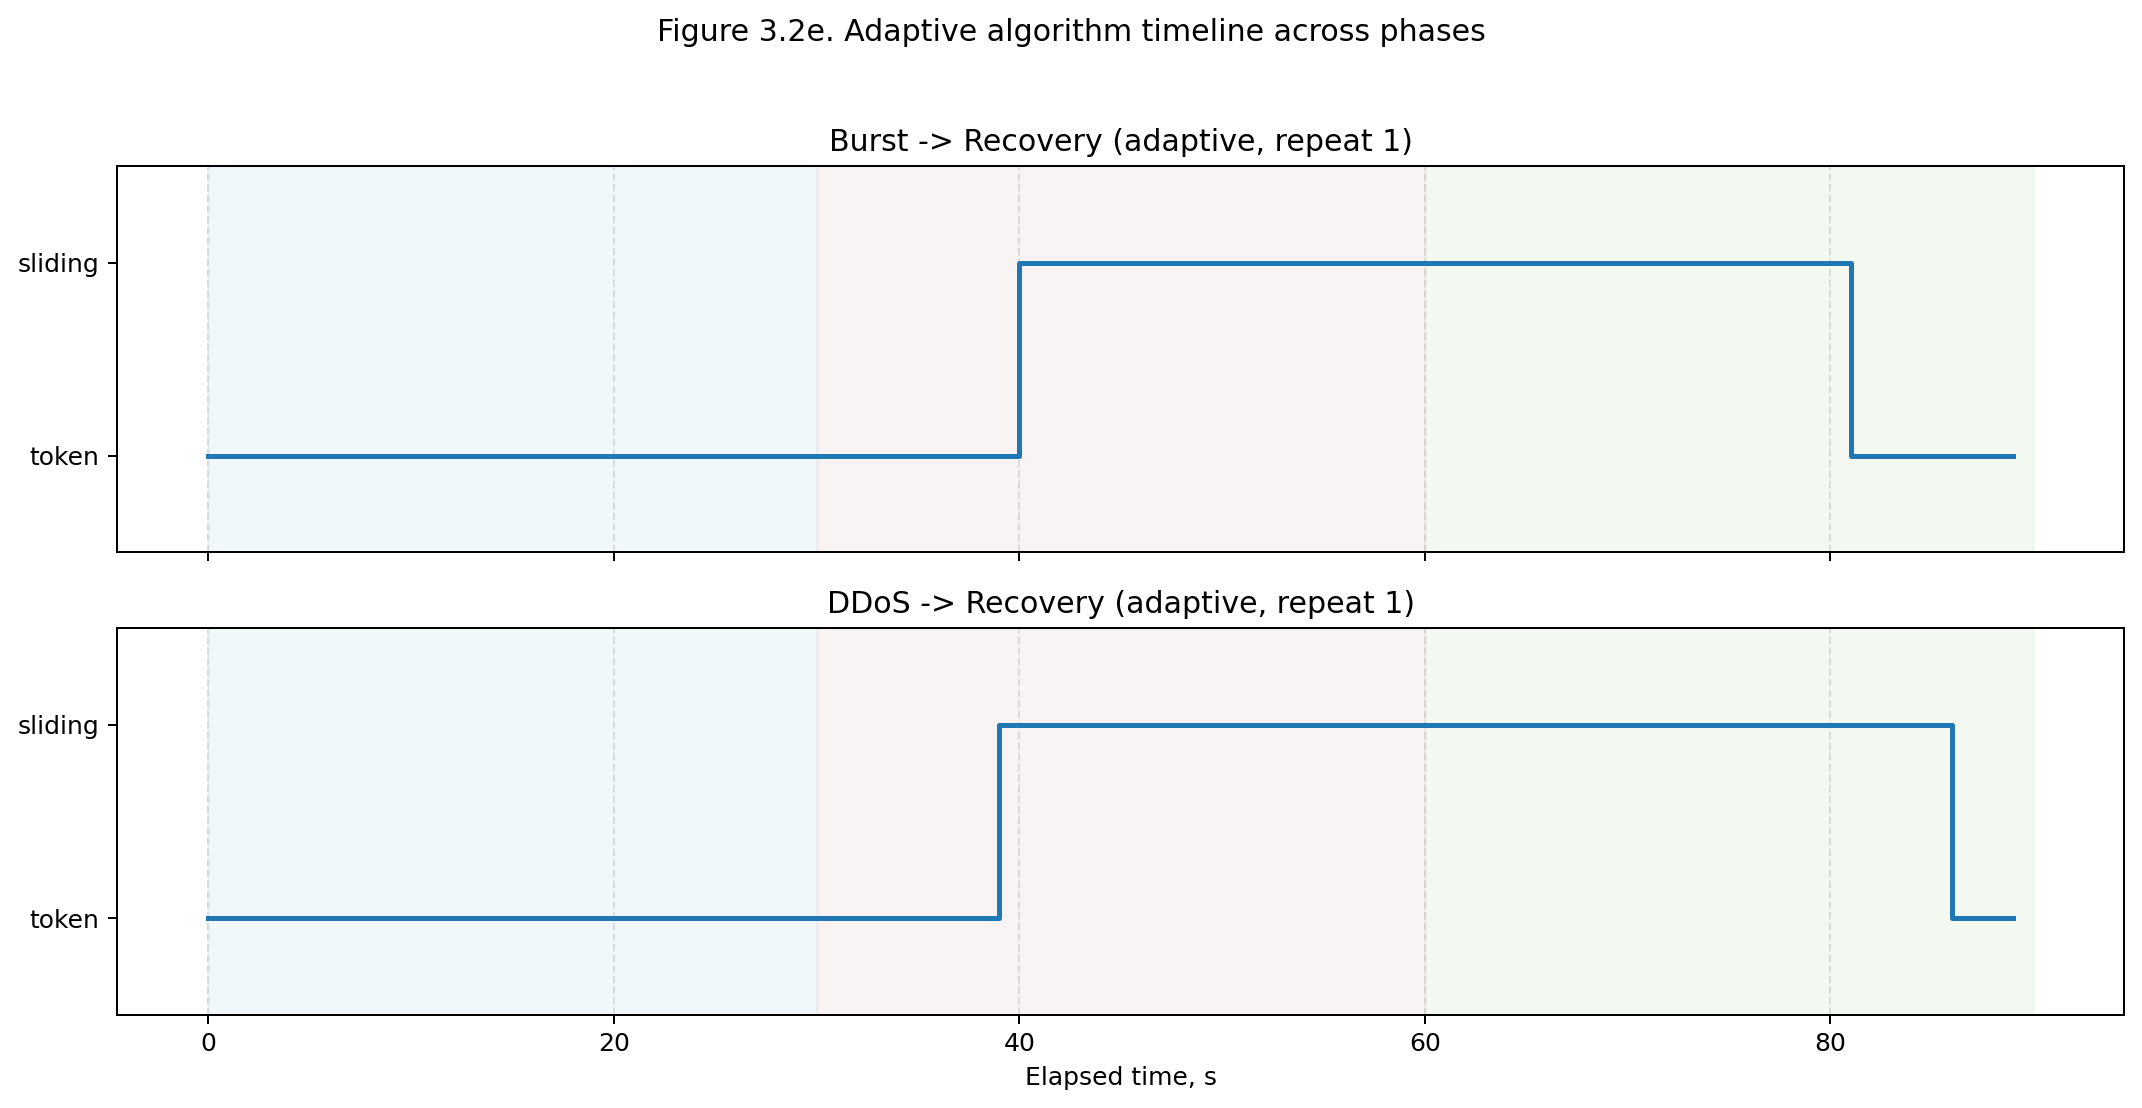 Figure 3.2e. Adaptive algorithm timeline across phases
Burst -> Recovery (adaptive, repeat 1)
sliding
token
DDoS -> Recovery (adaptive, repeat 1)
sliding
token
0 20 40 60 80
Elapsed time, s